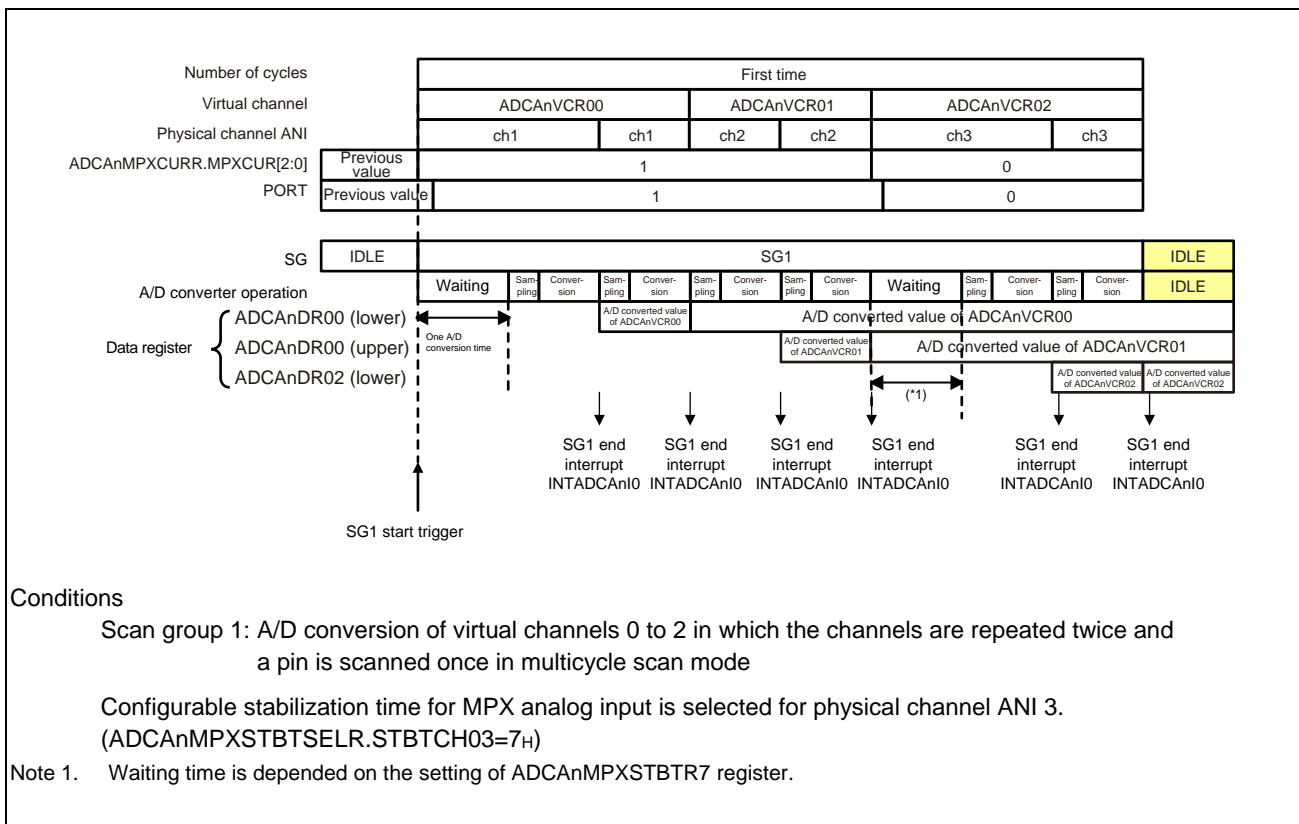 Number of cycles First time
Virtual channel ADCAnVCR00 ADCAnVCR01 ADCAnVCR02
Physical channel ANI ch1 ch1 ch2 ch2 ch3 ch3
ADCAnMPXCURR.MPXCUR[2:0] Previous value 1 0
PORT Previous value 1 0
SG IDLE SG1 IDLE
A/D converter operation Waiting Sam-pling Conver-sion Sam-pling Conver-sion Sam-pling Conver-sion Sam-pling Conver-sion Waiting Sam-pling Conver-sion Sam-pling Conver-sion IDLE
Data register
ADCAnDR00 (lower) A/D converted value of ADCAnVCR00 A/D converted value of ADCAnVCR00
One A/D conversion time
ADCAnDR00 (upper) A/D converted value of ADCAnVCR01 A/D converted value of ADCAnVCR01
ADCAnDR02 (lower) A/D converted value of ADCAnVCR02 A/D converted value of ADCAnVCR02
(*1)
SG1 end SG1 end SG1 end SG1 end SG1 end SG1 end
interrupt interrupt interrupt interrupt interrupt interrupt
INTADCAnI0 INTADCAnI0 INTADCAnI0 INTADCAnI0 INTADCAnI0 INTADCAnI0
SG1 start trigger
Conditions
Scan group 1: A/D conversion of virtual channels 0 to 2 in which the channels are repeated twice and
a pin is scanned once in multicycle scan mode
Configurable stabilization time for MPX analog input is selected for physical channel ANI 3.
(ADCAnMPXSTBTSELR.STBTCH03=7H)
Note 1. Waiting time is depended on the setting of ADCAnMPXSTBTR7 register.